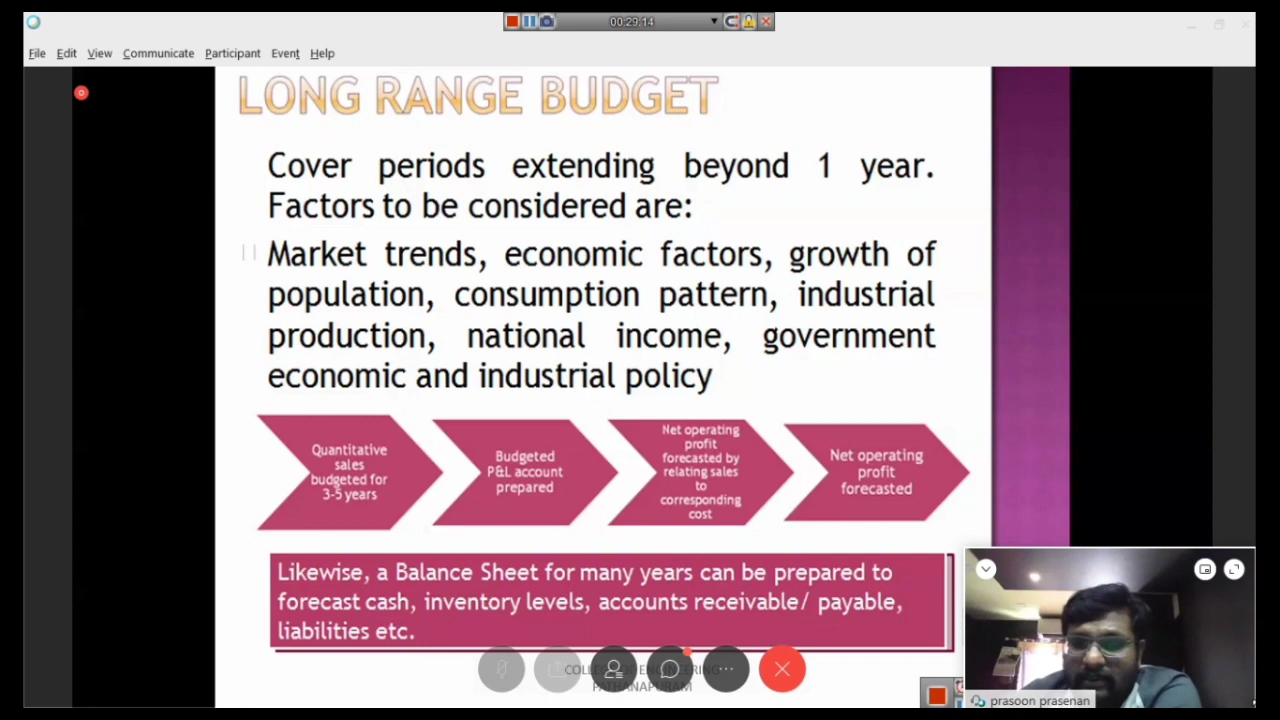 00:29:14
File Edit View Communicate Participant Event Help
LONG RANGE BUDGET
Cover periods extending beyond 1 year.
Factors to be considered are:
Market trends, economic factors, growth of
population, consumption pattern, industrial
production, national income, government
economic and industrial policy
Quantitative
sales
budgeted for
3-5 years
Budgeted
P&L account
prepared
Net operating
profit
forecasted by
relating sales
to
corresponding
cost
Net operating
profit
forecasted
Likewise, a Balance Sheet for many years can be prepared to
forecast cash, inventory levels, accounts receivable/ payable,
liabilities etc.
COLLEGE OF ENGINEERING
PATHANAPURAM
prasoon prasenan